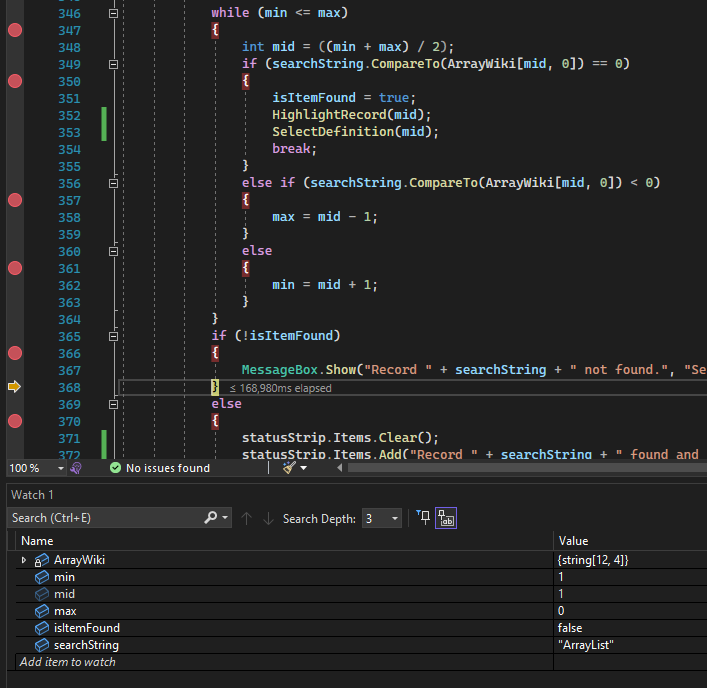 346 while (min <= max)
347 {
348 int mid = ((min + max) / 2);
349 if (searchString.CompareTo(ArrayWiki[mid, 0]) == 0)
350 {
351 isItemFound = true;
352 HighlightRecord(mid);
353 SelectDefinition(mid);
354 break;
355 }
356 else if (searchString.CompareTo(ArrayWiki[mid, 0]) < 0)
357 {
358 max = mid - 1;
359 }
360 else
361 {
362 min = mid + 1;
363 }
364 }
365 if (!isItemFound)
366 {
367 MessageBox.Show("Record " + searchString + " not found.", "Se
368 } ≤ 168,980ms elapsed
369 else
370 {
371 statusStrip.Items.Clear();
372 statusStrip.Items.Add("Record " + searchString + " found and
100 % No issues found
Watch 1
Search (Ctrl+E) Search Depth: 3
Name Value
ArrayWiki {string[12, 4]}
min 1
mid 1
max 0
isItemFound false
searchString "ArrayList"
Add item to watch